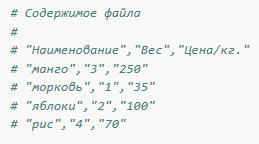 # Содержимое файла
#
# "Наименование","Вес","Цена/кг."
# "манго","3","250"
# "морковь","1","35"
# "яблоки","2","100"
# "рис","4","70"